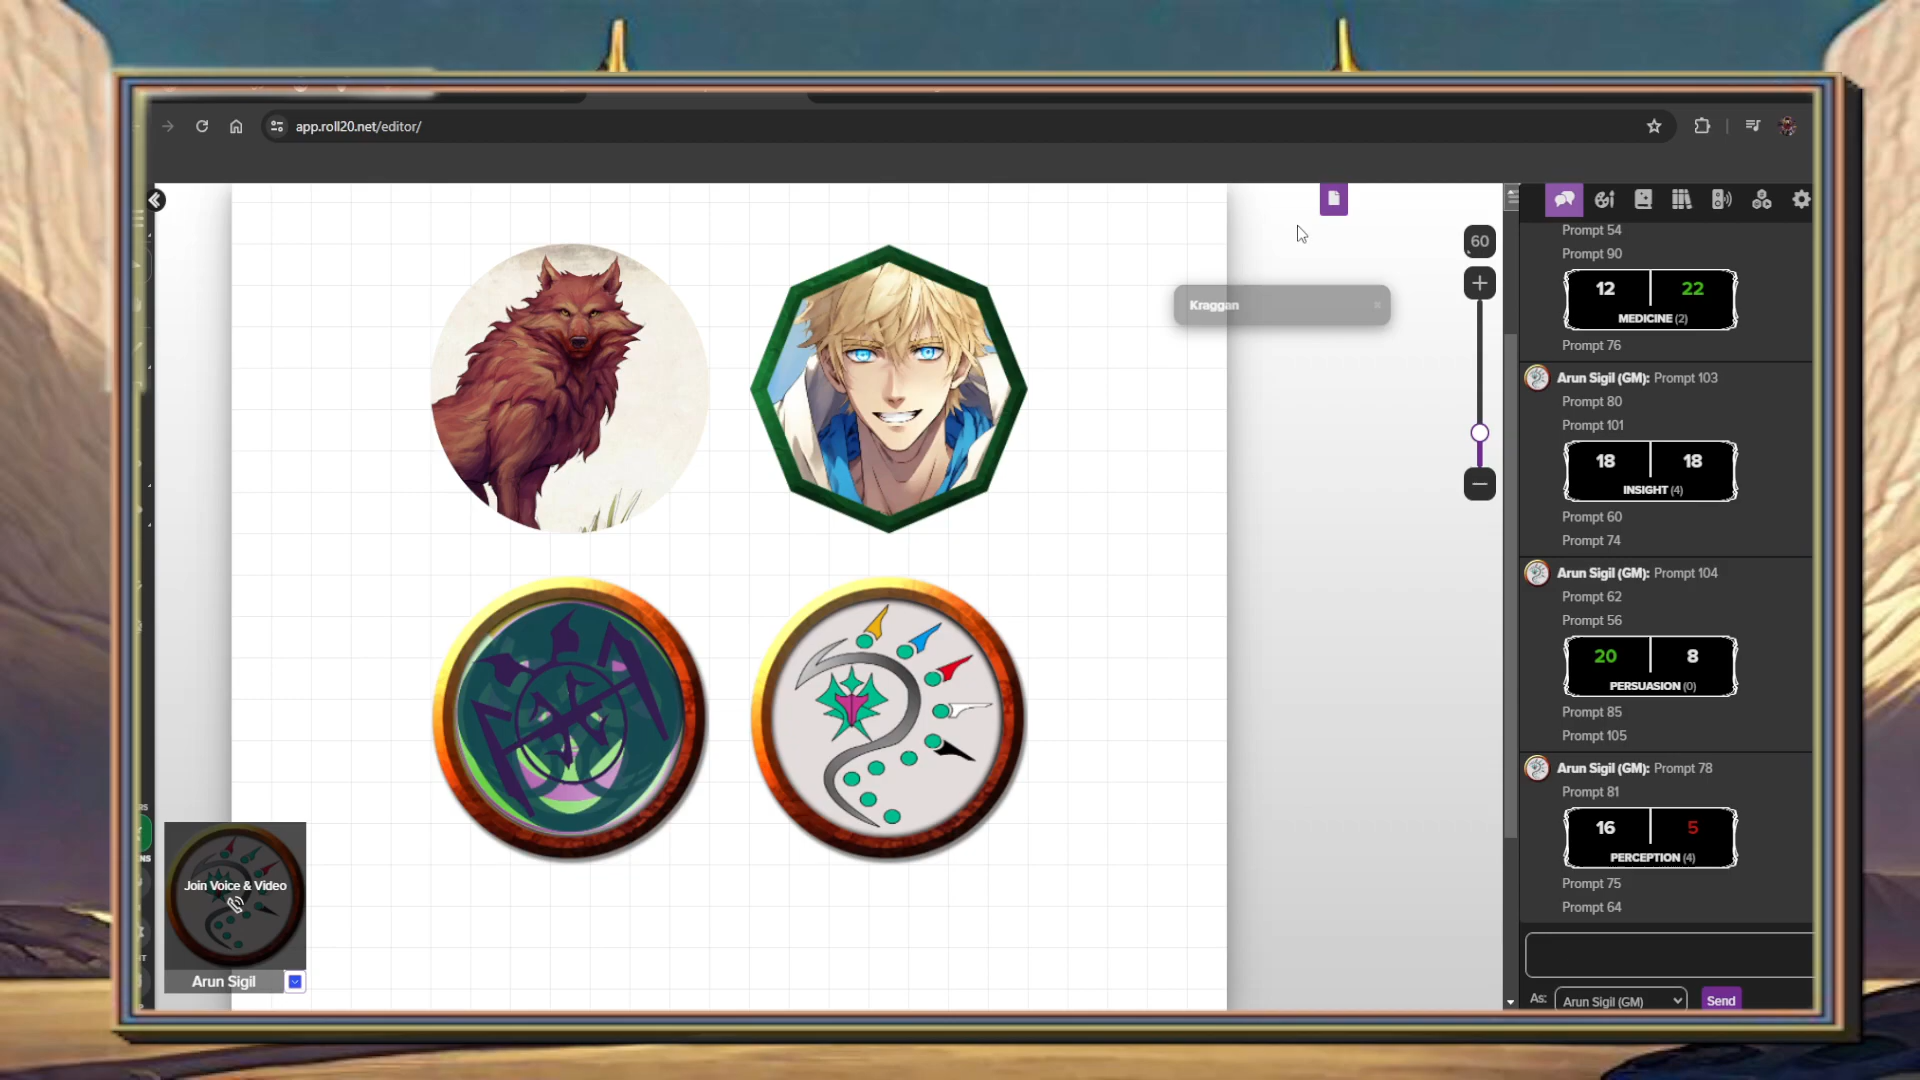 app.roll20.net/editor/
60
Kraggan
Prompt 54
Prompt 90
12 22
MEDICINE (2)
Prompt 76
Arun Sigil (GM): Prompt 103
Prompt 80
Prompt 101
18 18
INSIGHT (4)
Prompt 60
Prompt 74
Arun Sigil (GM): Prompt 104
Prompt 62
Prompt 56
20 8
PERSUASION (0)
Prompt 85
Prompt 105
Arun Sigil (GM): Prompt 78
Prompt 81
16 5
PERCEPTION (4)
Prompt 75
Prompt 64
As: Arun Sigil (GM) Send
Join Voice & Video
Arun Sigil